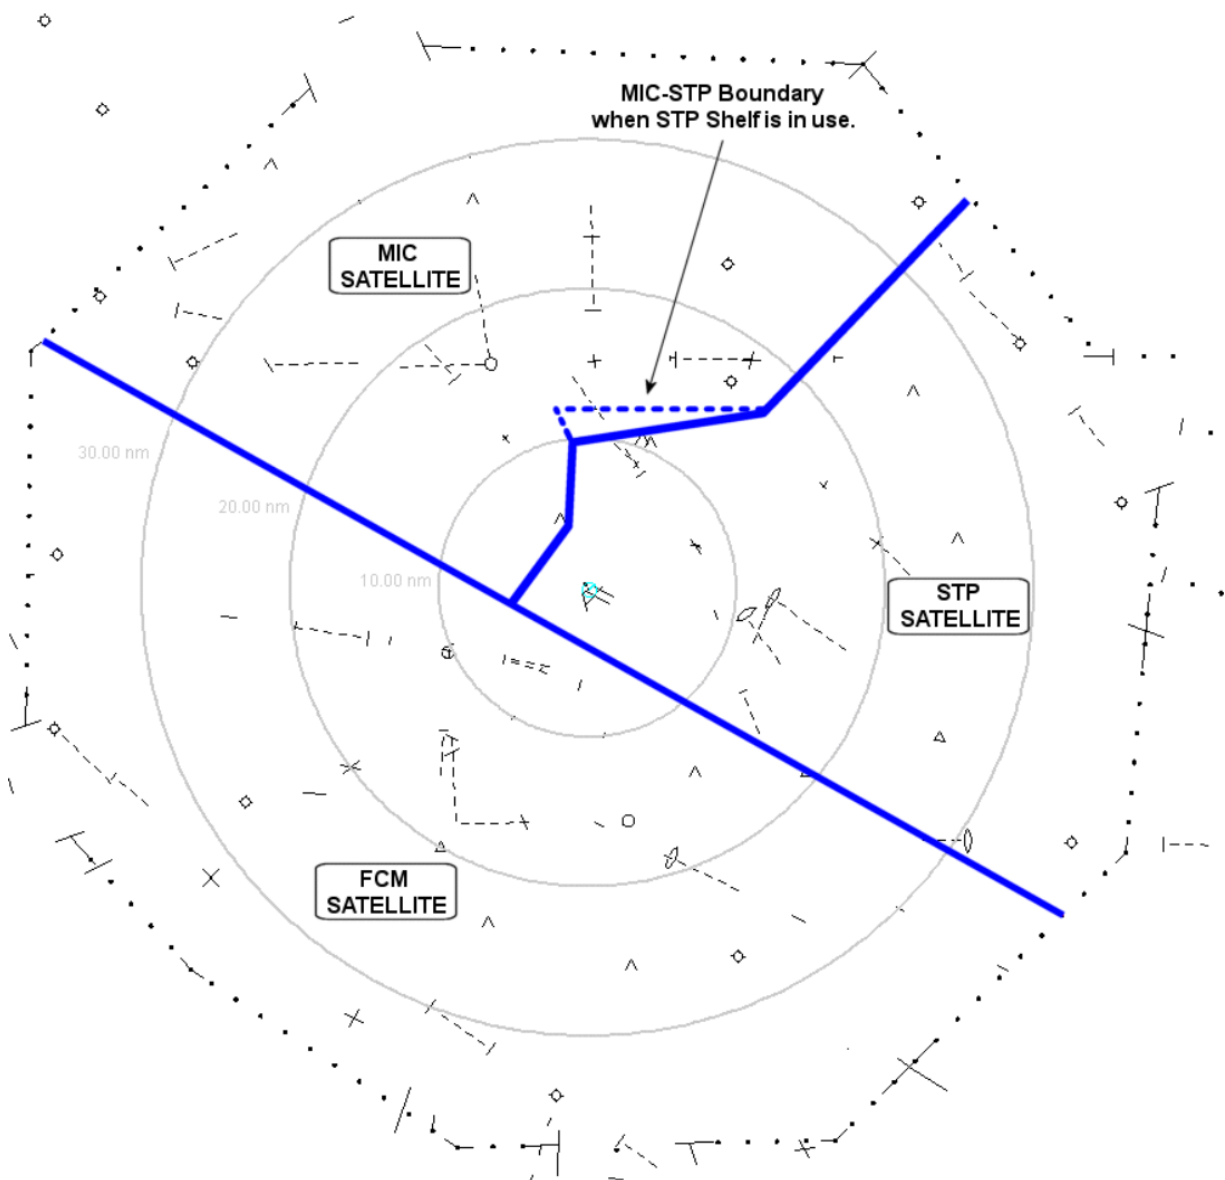 MIC-STP Boundary
when STP Shelf is in use.
MIC
SATELLITE
30.00 nm
20.00 nm
10.00 nm
STP
SATELLITE
FCM
SATELLITE